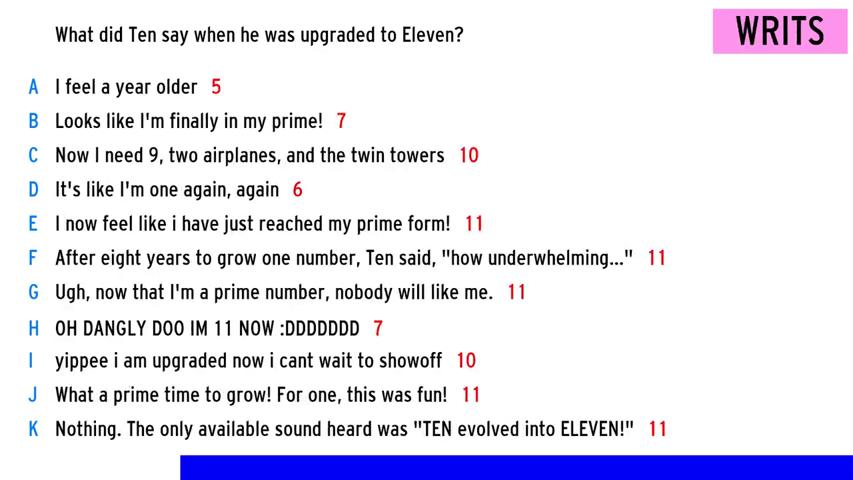 What did Ten say when he was upgraded to Eleven?
WRITS
A I feel a year older 5
B Looks like I'm finally in my prime! 7
C Now I need 9, two airplanes, and the twin towers 10
D It's like I'm one again, again 6
E I now feel like i have just reached my prime form! 11
F After eight years to grow one number, Ten said, "how underwhelming..." 11
G Ugh, now that I'm a prime number, nobody will like me. 11
H OH DANGLY DOO IM 11 NOW :DDDDDDD 7
I yippee i am upgraded now i cant wait to showoff 10
J What a prime time to grow! For one, this was fun! 11
K Nothing. The only available sound heard was "TEN evolved into ELEVEN!" 11